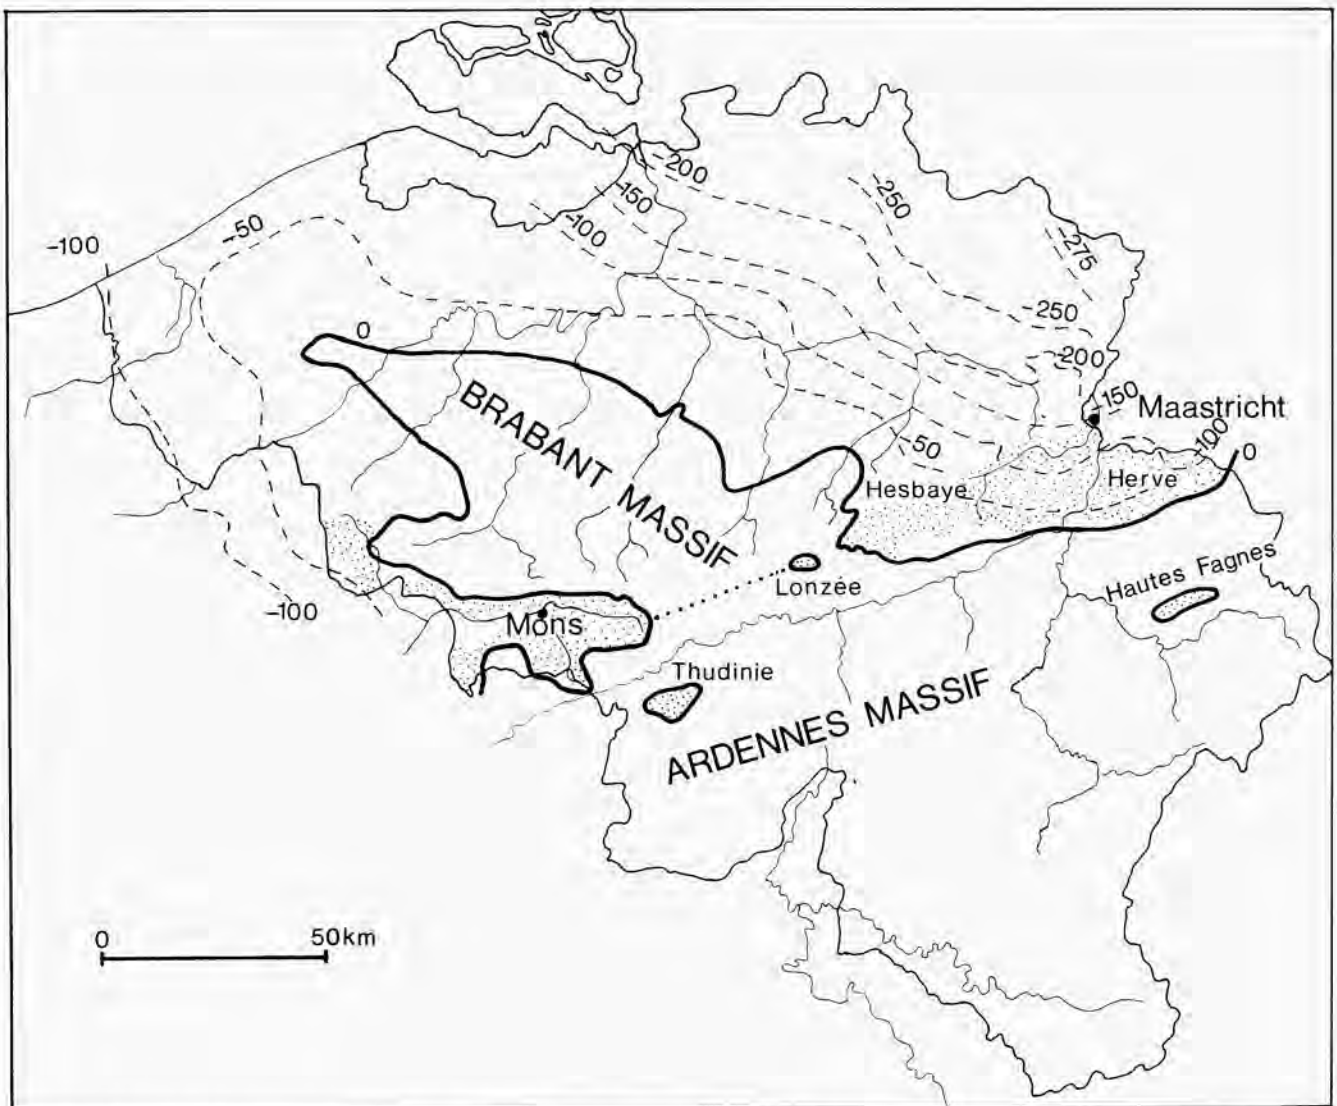 -200
-150
-250
-50
-100
-100
-275
-250
0
-200
150
Maastricht
BRABANT MASSIF
-50
-100
0
Hesbaye
Herve
Lonzée
Hautes Fagnes
-100
Mons
Thudinie
ARDENNES MASSIF
0 50km